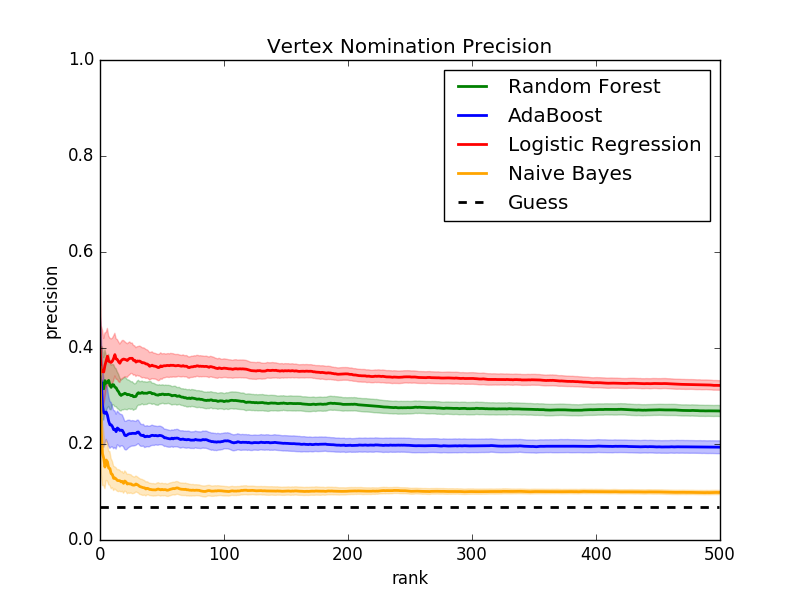 Vertex Nomination Precision
1.0
0.8
0.6
0.4
0.2
0.0
precision
Random Forest
AdaBoost
Logistic Regression
Naive Bayes
Guess
0 100 200 300 400 500
rank